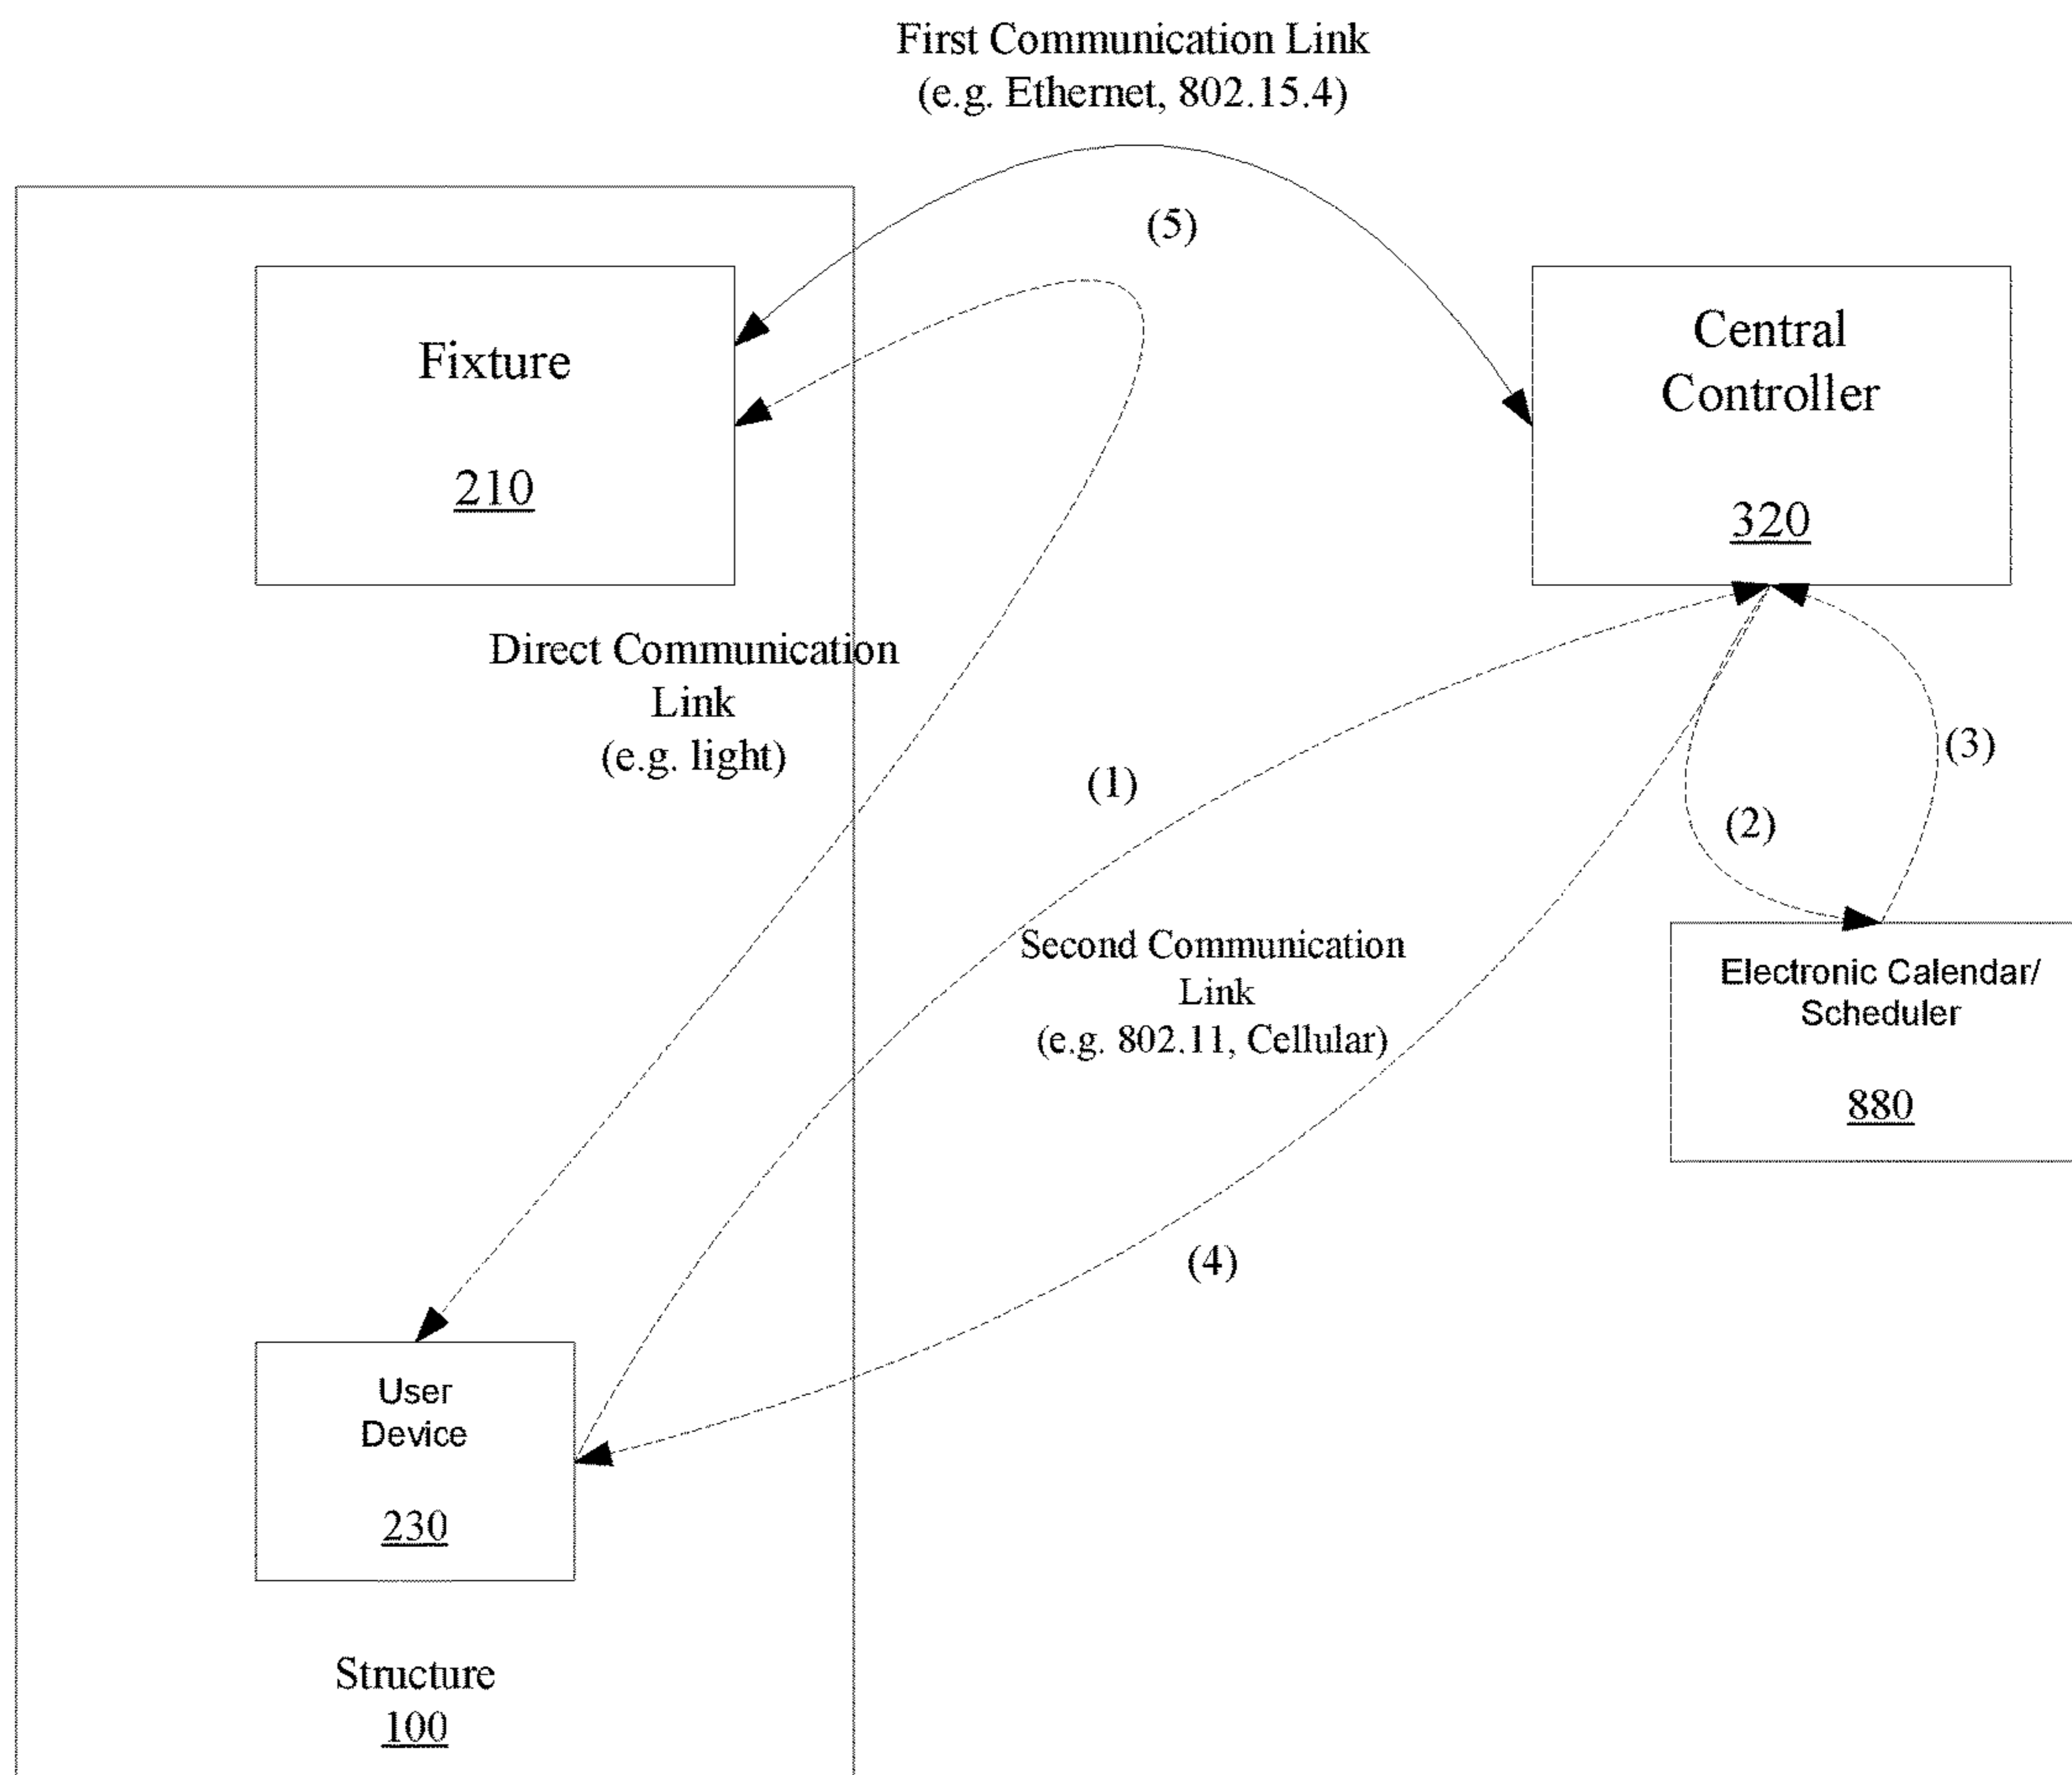 First Communication Link
(e.g. Ethernet, 802.15.4)
(5)
Fixture
210
Central
Controller
320
Direct Communication
Link
(e.g. light)
(1)
(2)
(3)
Second Communication
Link
(e.g. 802.11, Cellular)
Electronic Calendar/
Scheduler
880
(4)
User
Device
230
Structure
100